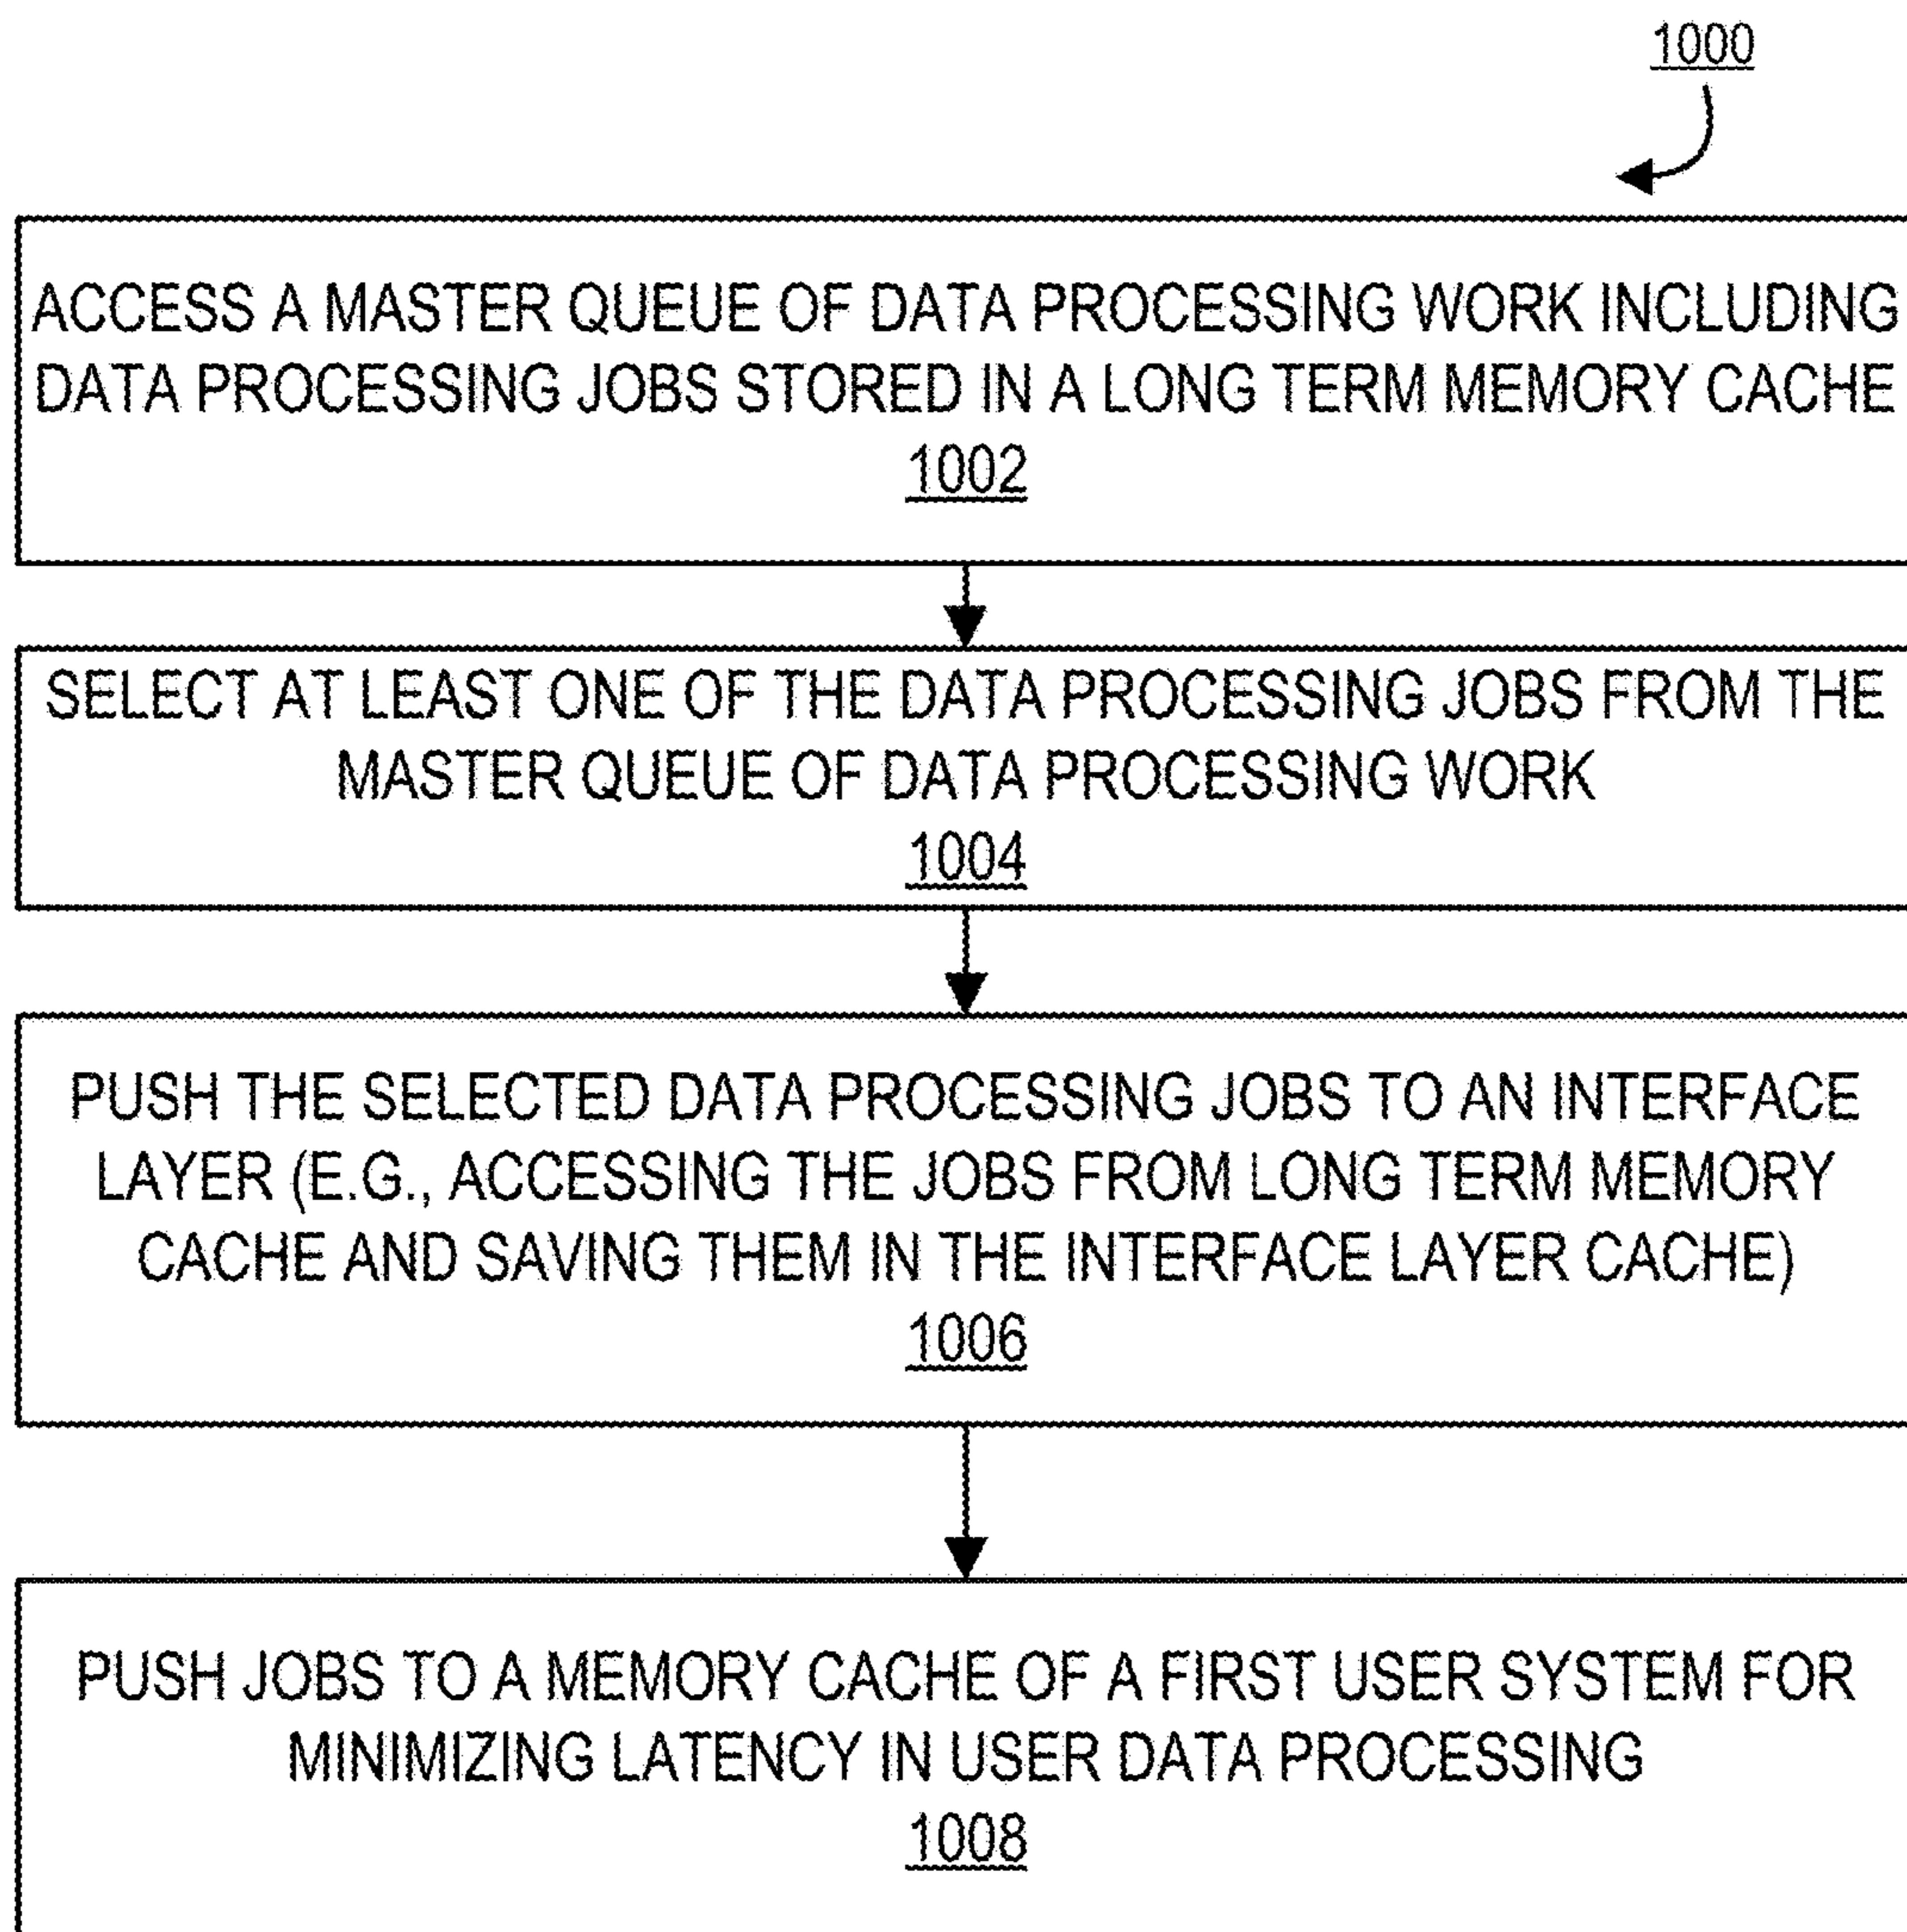 1000
ACCESS A MASTER QUEUE OF DATA PROCESSING WORK INCLUDING
DATA PROCESSING JOBS STORED IN A LONG TERM MEMORY CACHE
1002
SELECT AT LEAST ONE OF THE DATA PROCESSING JOBS FROM THE
MASTER QUEUE OF DATA PROCESSING WORK
1004
PUSH THE SELECTED DATA PROCESSING JOBS TO AN INTERFACE
LAYER (E.G., ACCESSING THE JOBS FROM LONG TERM MEMORY
CACHE AND SAVING THEM IN THE INTERFACE LAYER CACHE)
1006
PUSH JOBS TO A MEMORY CACHE OF A FIRST USER SYSTEM FOR
MINIMIZING LATENCY IN USER DATA PROCESSING
1008